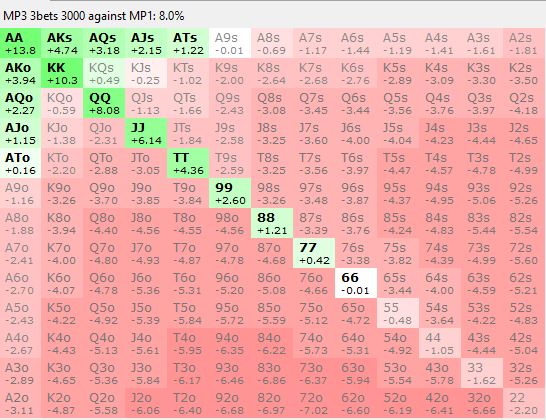 MP3 3bets 3000 against MP1: 8.0%
AA AKs AQs AJs ATs A9s A8s A7s A6s A5s A4s A3s A2s
+13.8 +4.74 +3.18 +2.15 +1.22 -0.01 -0.69 -1.17 -1.44 -1.19 -1.41 -1.61 -1.81
AKo KK KQs KJs KTs K9s K8s K7s K6s K5s K4s K3s K2s
+3.94 +10.3 +0.49 -0.25 -1.02 -2.00 -2.64 -2.68 -2.76 -2.89 -3.09 -3.30 -3.50
AQo KQo QQ QJs QTs Q9s Q8s Q7s Q6s Q5s Q4s Q3s Q2s
+2.27 -0.59 +8.08 -1.13 -1.66 -2.43 -3.08 -3.45 -3.44 -3.56 -3.76 -3.97 -4.18
AJo KJo QJo JJ JTs J9s J8s J7s J6s J5s J4s J3s J2s
+1.15 -1.38 -2.31 +6.14 -1.84 -2.58 -3.25 -3.60 -4.00 -4.04 -4.23 -4.44 -4.65
ATo KTo QTo JTo TT T9s T8s T7s T6s T5s T4s T3s T2s
+0.16 -2.20 -2.88 -3.05 +4.36 -2.59 -3.25 -3.56 -3.97 -4.47 -4.57 -4.78 -4.99
A9o K9o Q9o J9o T9o 99 98s 97s 96s 95s 94s 93s 92s
-1.16 -3.26 -3.70 -3.85 -3.84 +2.60 -3.26 -3.48 -3.87 -4.37 -4.95 -5.06 -5.26
A8o K8o Q8o J8o T8o 98o 88 87s 86s 85s 84s 83s 82s
-1.88 -3.94 -4.40 -4.56 -4.55 -4.56 +1.21 -3.39 -3.76 -4.24 -4.83 -5.44 -5.54
A7o K7o Q7o J7o T7o 97o 87o 77 76s 75s 74s 73s 72s
-2.41 -4.00 -4.80 -4.93 -4.87 -4.78 -4.68 +0.42 -3.38 -3.82 -4.39 -4.99 -5.60
A6o K6o Q6o J6o T6o 96o 86o 76o 66 65s 64s 63s 62s
-2.70 -4.07 -4.78 -5.36 -5.31 -5.20 -5.08 -4.66 -0.01 -3.44 -4.00 -4.59 -5.21
A5o K5o Q5o J5o T5o 95o 85o 75o 65o 55 54s 53s 52s
-2.43 -4.22 -4.92 -5.39 -5.84 -5.72 -5.59 -5.12 -4.72 -0.48 -3.64 -4.22 -4.83
A4o K4o Q4o J4o T4o 94o 84o 74o 64o 54o 44 43s 42s
-2.67 -4.43 -5.13 -5.61 -5.95 -6.35 -6.22 -5.73 -5.31 -4.92 -1.05 -4.44 -5.04
A3o K3o Q3o J3o T3o 93o 83o 73o 63o 53o 43o 33 32s
-2.89 -4.65 -5.36 -5.84 -6.17 -6.46 -6.86 -6.37 -5.94 -5.54 -5.78 -1.62 -5.26
A2o K2o Q2o J2o T2o 92o 82o 72o 62o 52o 42o 32o 22
-3.11 -4.87 -5.58 -6.06 -6.40 -6.68 -6.97 -7.02 -6.60 -6.19 -6.41 -6.66 -2.20